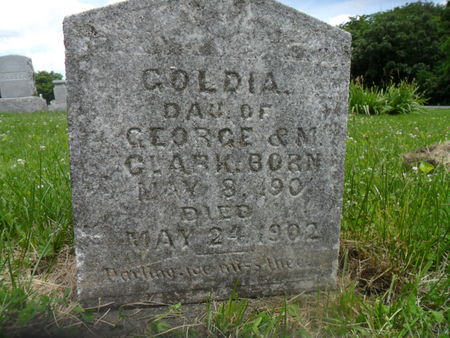 GOLDIA.
DAU. OF
GEORGE & M
CLARK. BORN
MAY 8, 190
DIED
MAY 24, 1902
Darling, we miss thee